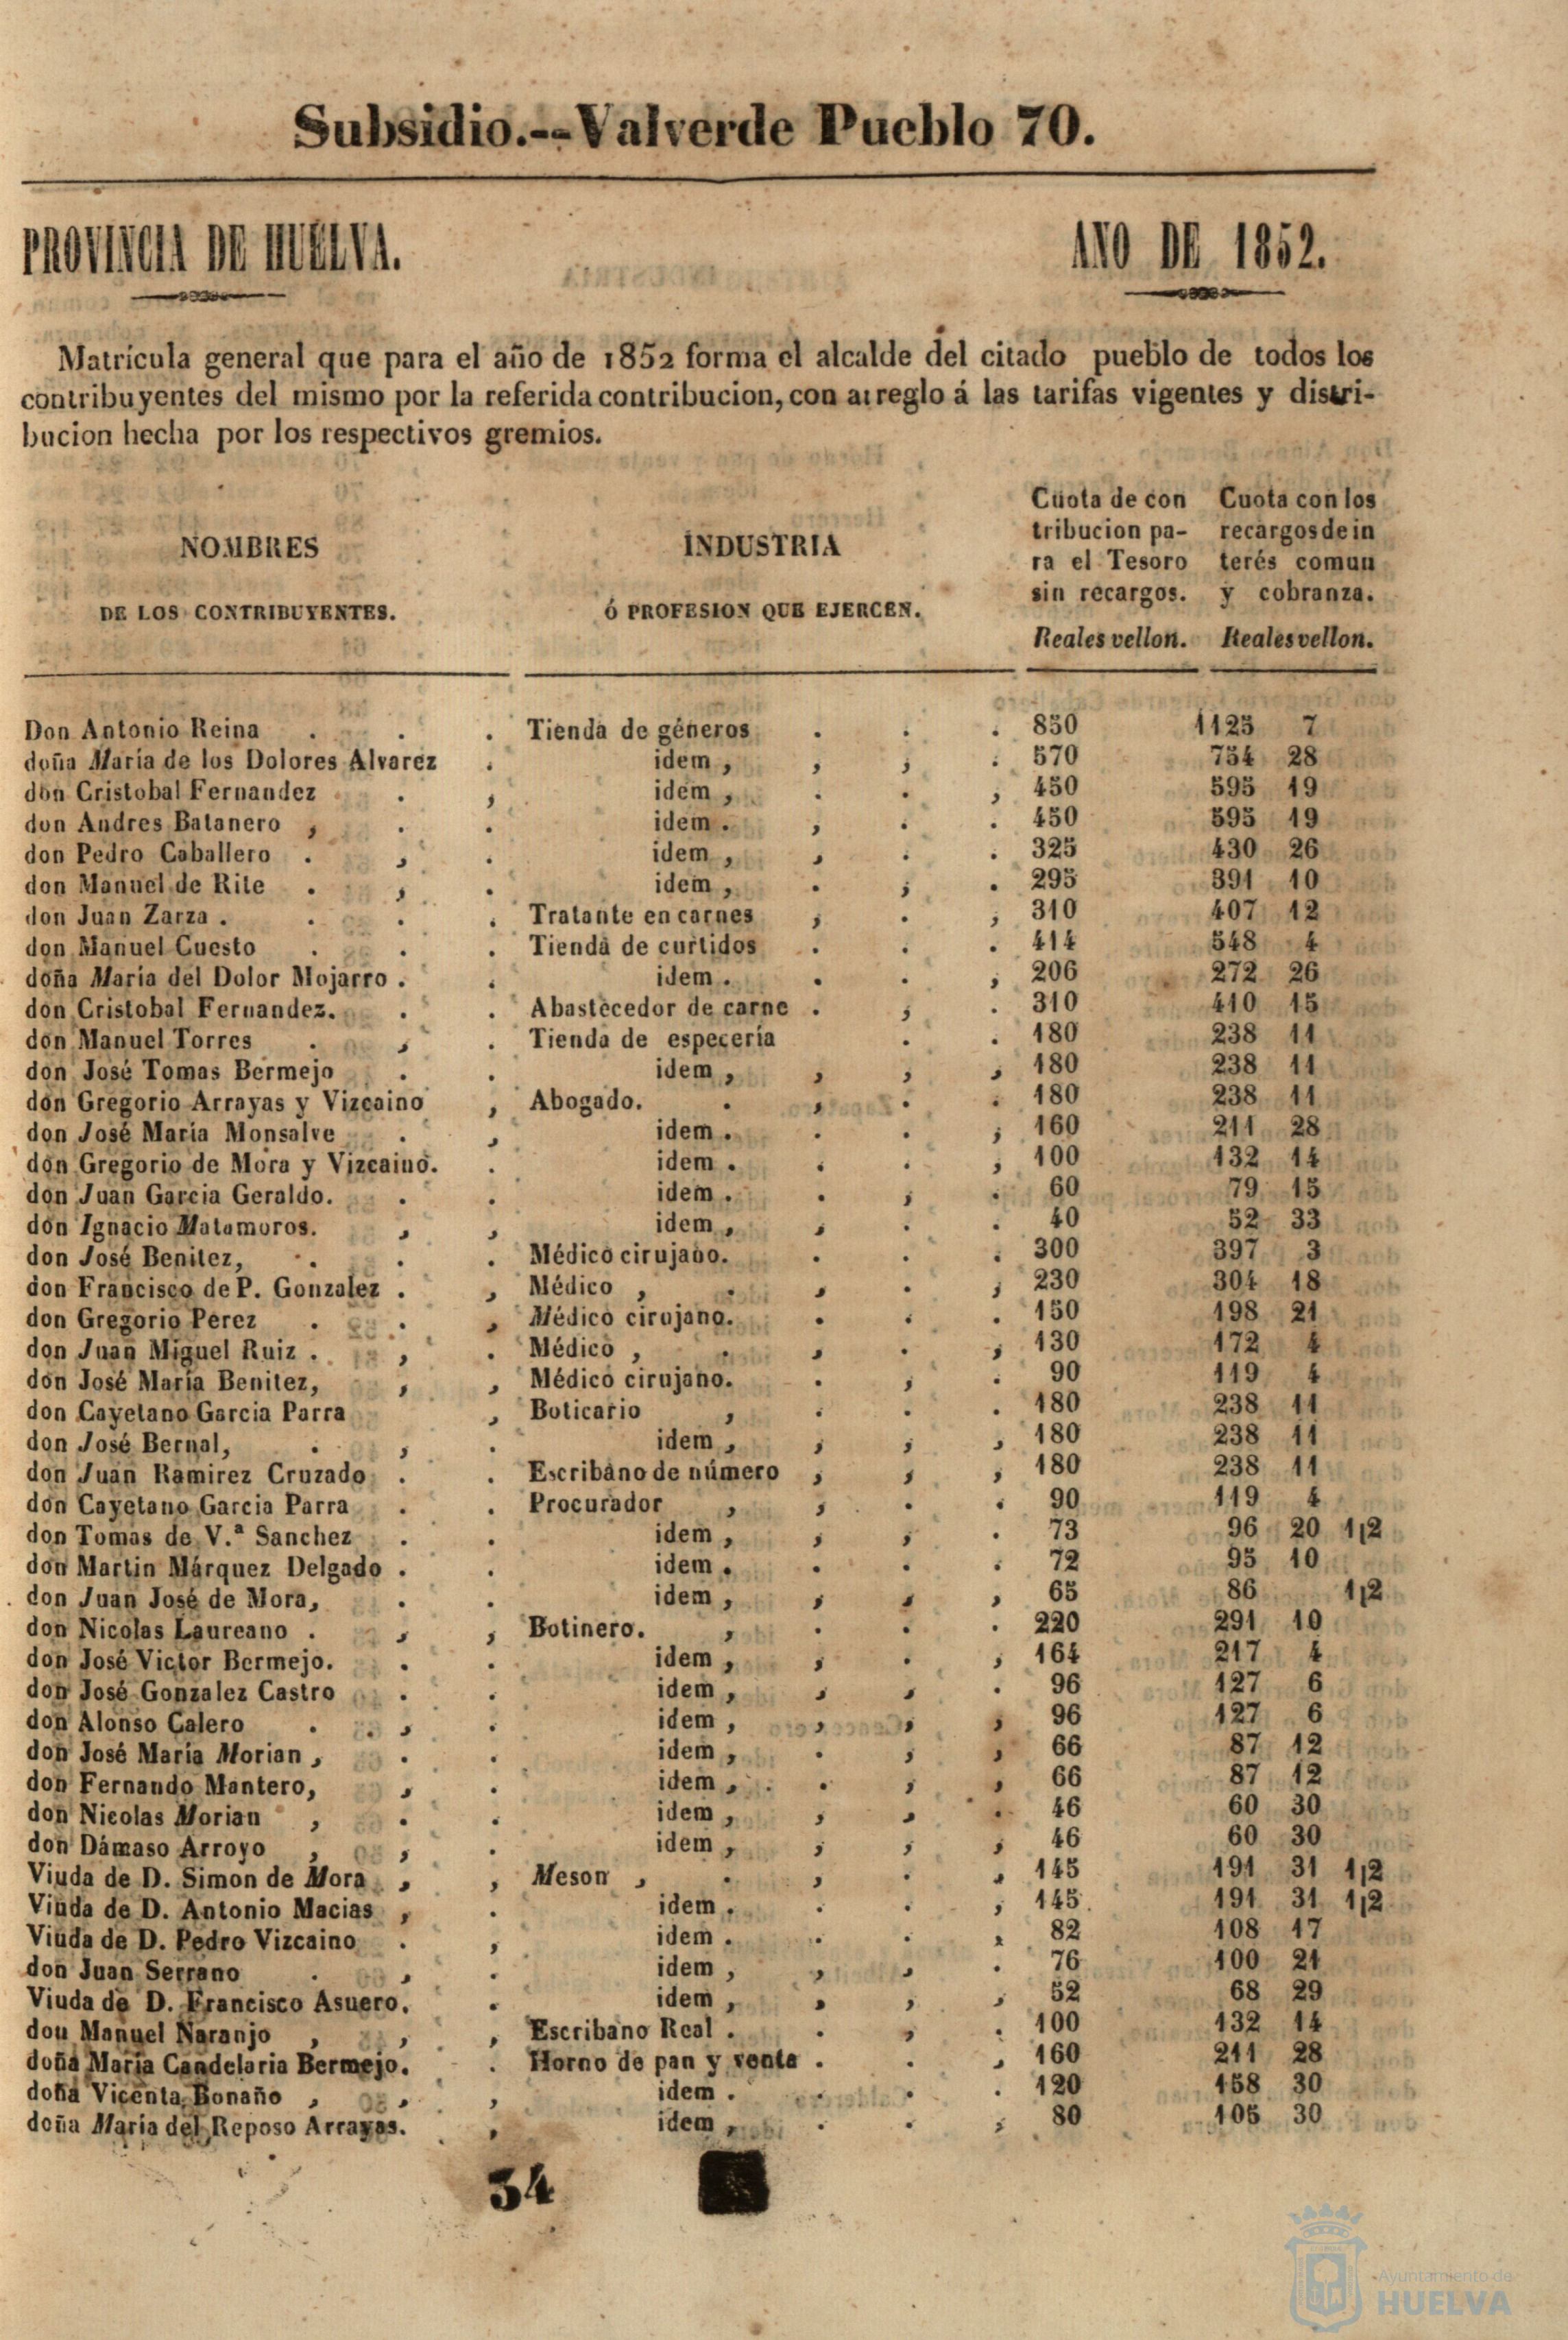 Subsidio.--Valverde Pueblo 70.
PROVINCIA DE HUELVA. AÑO DE 1852.
Matrícula general que para el año de 1852 forma el alcalde del citado pueblo de todos los
contribuyentes del mismo por la referida contribucion, con arreglo á las tarifas vigentes y distri-
bucion hecha por los respectivos gremios.
NOMBRES
DE LOS CONTRIBUYENTES.
INDUSTRIA
Ó PROFESION QUE EJERCEN.
Cuota de con
tribucion pa-
ra el Tesoro
sin recargos.
Reales vellon.
Cuota con los
recargos de in
terés comun
y cobranza.
Reales vellon.
Don Antonio Reina . . . Tienda de géneros . . . 850 1125 7
doña María de los Dolores Alvarez . idem , , , . 570 754 28
don Cristobal Fernandez . , idem , . . , 450 595 19
don Andres Batanero , . . idem . , . . 450 595 19
don Pedro Caballero . , . idem , , . . 325 430 26
don Manuel de Rite . , . idem , . , . 295 391 10
don Juan Zarza . . . . Tratante en carnes , . , 310 407 12
don Manuel Cuesto . . . Tienda de curtidos . . . 414 548 4
doña María del Dolor Mojarro . . idem . . . , 206 272 26
don Cristobal Fernandez. . . Abastecedor de carne . , . 310 410 15
don Manuel Torres . , . Tienda de especería . . 180 238 11
don José Tomas Bermejo . . idem , , , , 180 238 11
don Gregorio Arrayas y Vizcaino , Abogado. . , . . 180 238 11
don José María Monsalve . , idem . . . , 160 211 28
don Gregorio de Mora y Vizcaino. . idem . . . , 100 132 14
don Juan Garcia Geraldo. . . idem . . , . 60 79 15
don Ignacio Matamoros. , , idem , , . . 40 52 33
don José Benitez, . . . Médico cirujano. . . . 300 397 3
don Francisco de P. Gonzalez . , Médico , . , . , 230 304 18
don Gregorio Perez . . , Médico cirujano. . . . 150 198 21
don Juan Miguel Ruiz . , . Médico , . , . , 130 172 4
don José María Benitez, , , Médico cirujano. . , . 90 119 4
don Cayetano Garcia Parra , Boticario , . . . 180 238 11
don José Bernal, . , . idem , , , , 180 238 11
don Juan Ramirez Cruzado . . Escribano de número , , , 180 238 11
don Cayetano Garcia Parra . . Procurador , , . . 90 119 4
don Tomas de V.ª Sanchez . . idem , , , . 73 96 20 1|2
don Martin Márquez Delgado . . idem . . . . 72 95 10
don Juan José de Mora, . . idem , , , , 65 86 1|2
don Nicolas Laureano . , , Botinero. , . . . 220 291 10
don José Victor Bermejo. . . idem , , . , 164 217 4
don José Gonzalez Castro . . idem , , , . 96 127 6
don Alonso Calero . . , . idem , , , , 96 127 6
don José María Morian , . . idem , . , , 66 87 12
don Fernando Mantero, , . idem , . , , 66 87 12
don Nicolas Morian , . . idem , , , . 46 60 30
don Dámaso Arroyo , , . idem , , , , 46 60 30
Viuda de D. Simon de Mora , , Meson , . , . , 145 191 31 1|2
Viuda de D. Antonio Macias , . idem . . . , 145 191 31 1|2
Viuda de D. Pedro Vizcaino . , idem . . . , 82 108 17
don Juan Serrano . , . idem , , , . 76 100 21
Viuda de D. Francisco Asuero. . idem , , , , 52 68 29
don Manuel Naranjo , , , Escribano Real . . , . 100 132 14
doña María Candelaria Bermejo. . Horno de pan y venta . . , 160 211 28
doña Vicenta Bonaño , , , idem . . . . 120 158 30
doña María del Reposo Arrayas. , idem , . . , 80 105 30
34
Ayuntamiento de
HUELVA